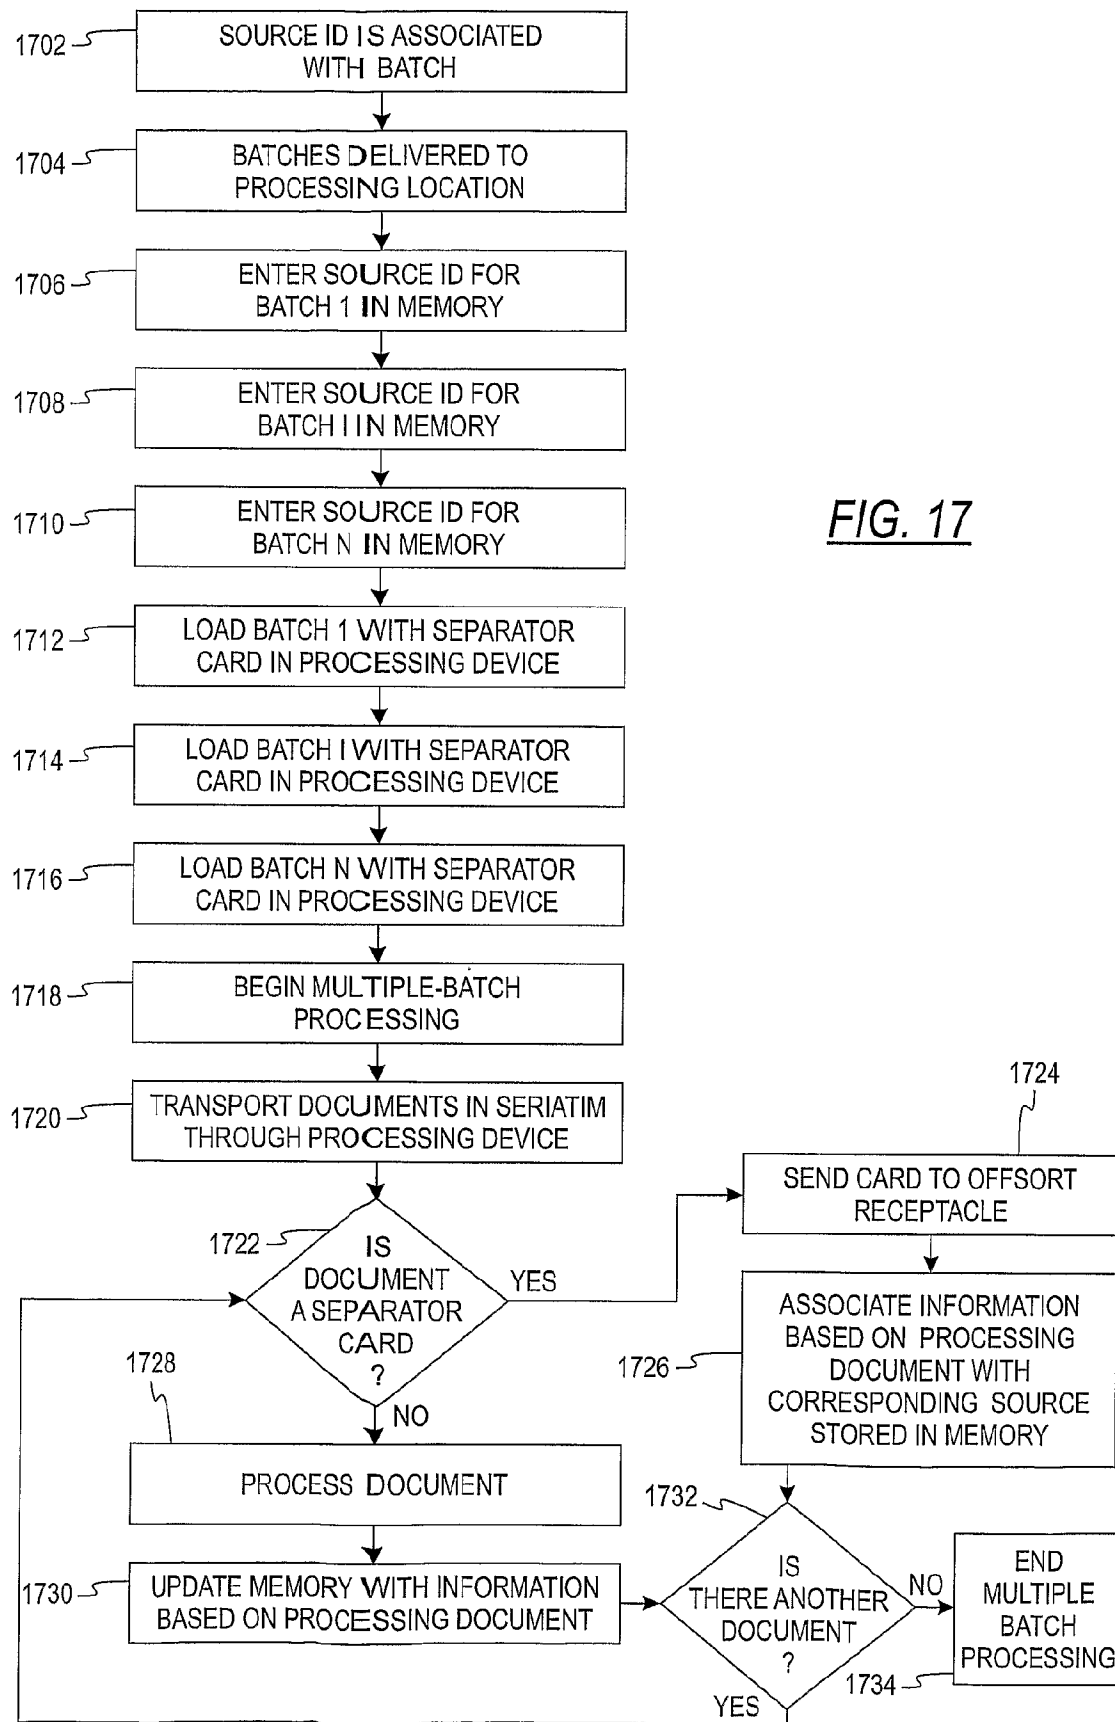 1702
SOURCE ID IS ASSOCIATED
WITH BATCH
1704
BATCHES DELIVERED TO
PROCESSING LOCATION
1706
ENTER SOURCE ID FOR
BATCH 1 IN MEMORY
1708
ENTER SOURCE ID FOR
BATCH I IN MEMORY
1710
ENTER SOURCE ID FOR
BATCH N IN MEMORY
FIG. 17
1712
LOAD BATCH 1 WITH SEPARATOR
CARD IN PROCESSING DEVICE
1714
LOAD BATCH I WITH SEPARATOR
CARD IN PROCESSING DEVICE
1716
LOAD BATCH N WITH SEPARATOR
CARD IN PROCESSING DEVICE
1718
BEGIN MULTIPLE-BATCH
PROCESSING
1720
TRANSPORT DOCUMENTS IN SERIATIM
THROUGH PROCESSING DEVICE
1722
IS
DOCUMENT
A SEPARATOR
CARD
?
YES
NO
1724
SEND CARD TO OFFSORT
RECEPTACLE
1726
ASSOCIATE INFORMATION
BASED ON PROCESSING
DOCUMENT WITH
CORRESPONDING SOURCE
STORED IN MEMORY
1728
PROCESS DOCUMENT
1730
UPDATE MEMORY WITH INFORMATION
BASED ON PROCESSING DOCUMENT
1732
IS
THERE ANOTHER
DOCUMENT
?
NO
YES
END
MULTIPLE
BATCH
PROCESSING
1734